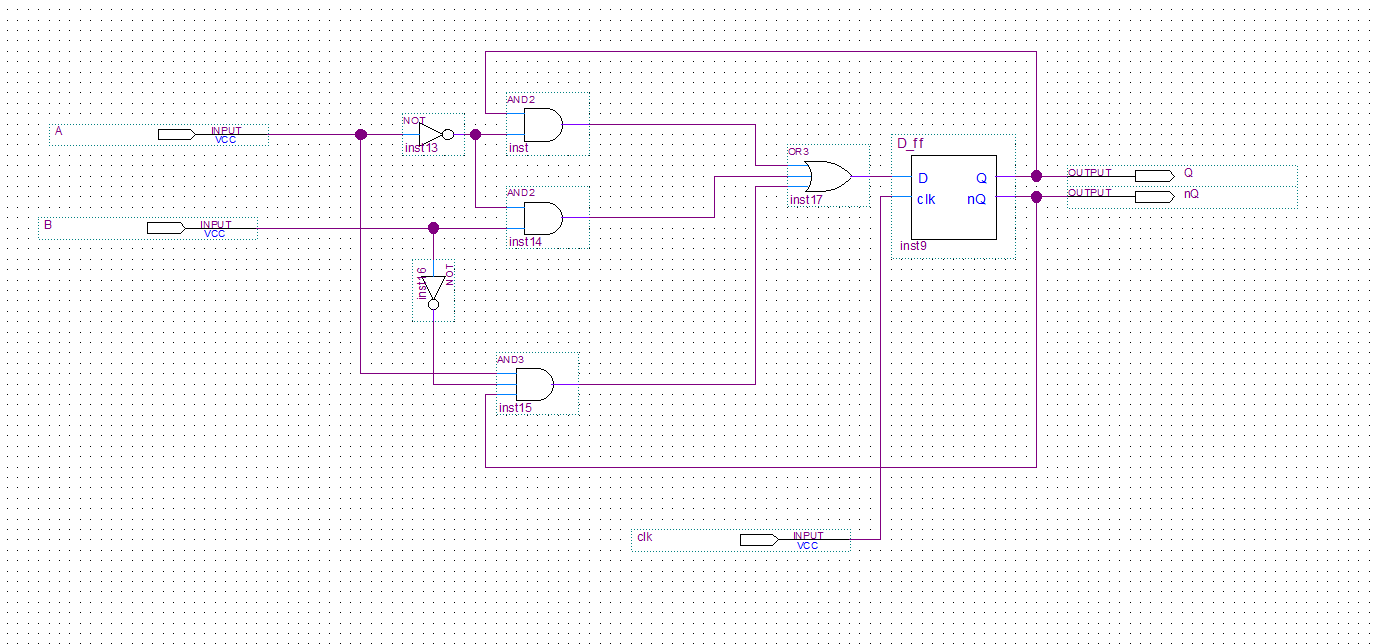 A
INPUT
VCC
NOT
inst13
AND2
inst
OR3
inst17
D_ff
D
Q
clk
nQ
inst9
OUTPUT
Q
OUTPUT
nQ
AND2
inst14
B
INPUT
VCC
inst16
NOT
AND3
inst15
clk
INPUT
VCC